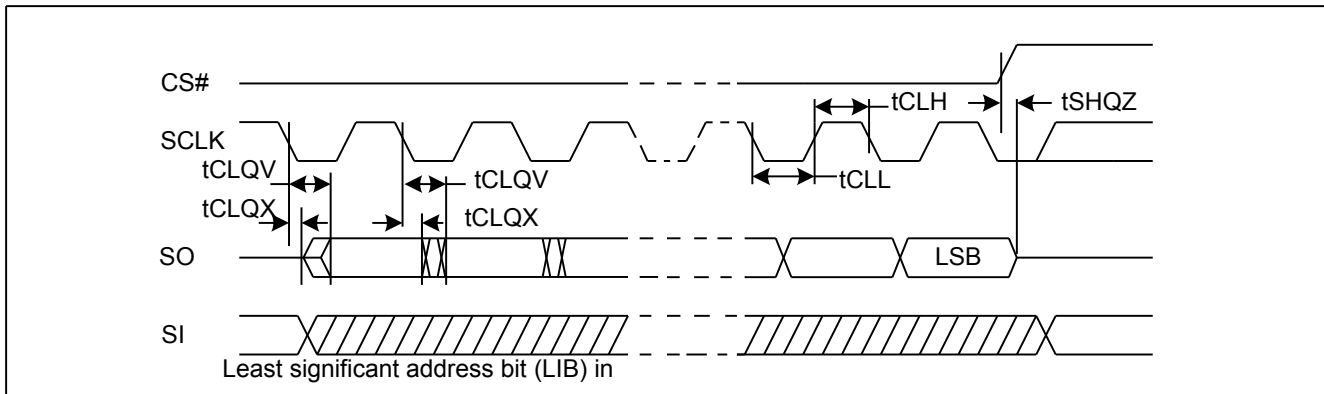 CS#
tCLH
tSHQZ
SCLK
tCLQV
tCLQV
tCLL
tCLQX
tCLQX
SO
LSB
SI
Least significant address bit (LIB) in